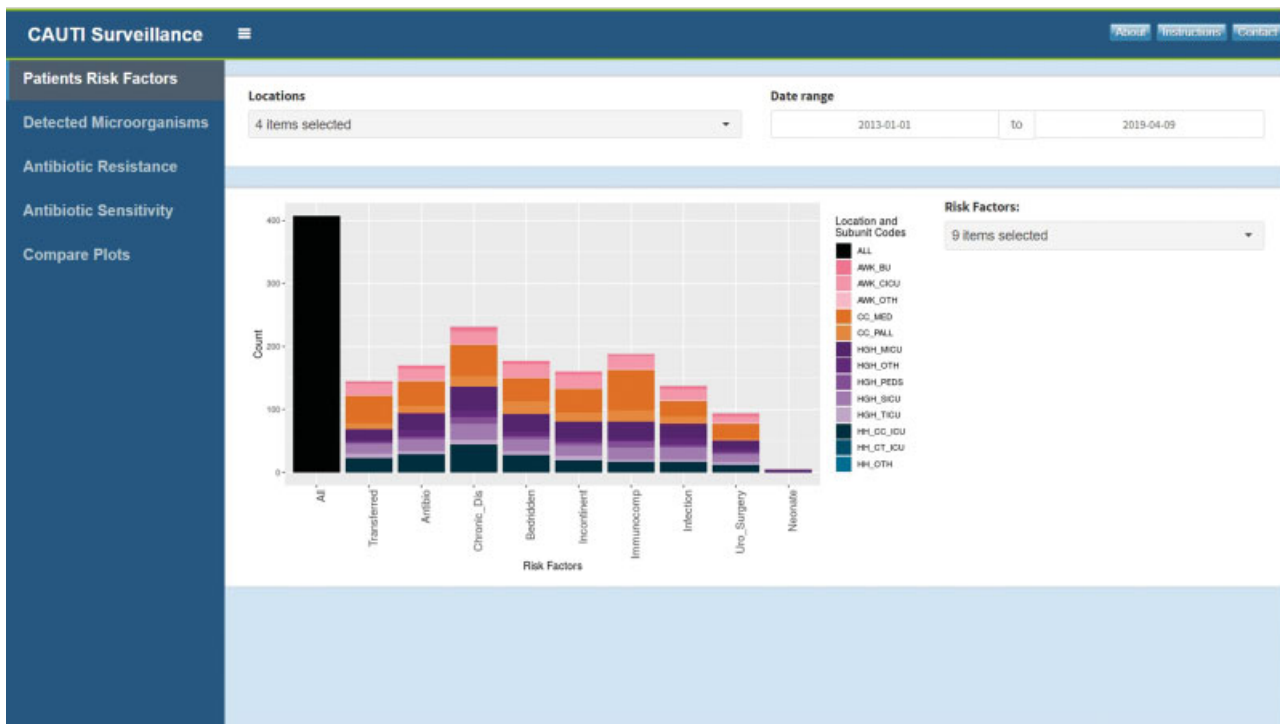 CAUTI Surveillance
About Instructions Contact
Patients Risk Factors
Detected Microorganisms
Antibiotic Resistance
Antibiotic Sensitivity
Compare Plots
Locations
4 items selected
Date range
2013-01-01 to 2019-04-09
Risk Factors:
9 items selected
Count
400
300
200
100
0
All
Transferred
Antibio
Chronic_Dis
Bedridden
Incontinent
Immunocomp
Infection
Uro_Surgery
Neonate
Risk Factors
Location and
Subunit Codes
ALL
AWK_BU
AWK_CICU
AWK_OTH
CC_MED
CC_PALL
HGH_MICU
HGH_OTH
HGH_PEDS
HGH_SICU
HGH_TICU
HH_CC_ICU
HH_CT_ICU
HH_OTH